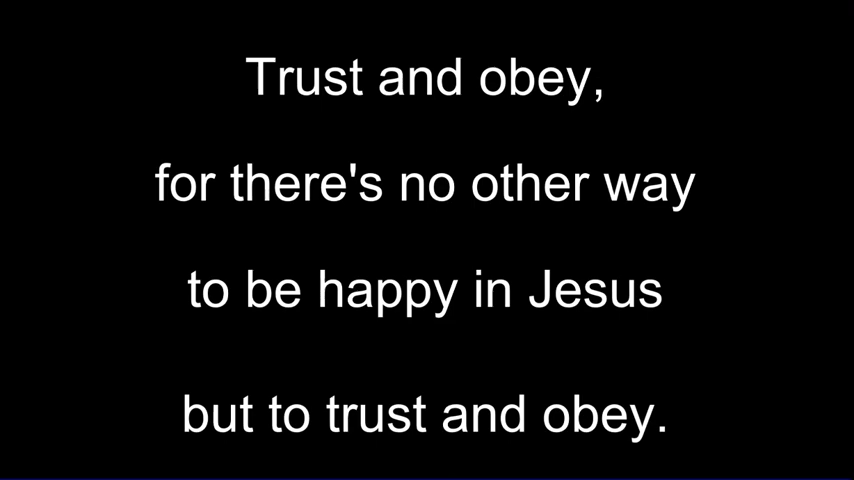 Trust and obey,
for there's no other way
to be happy in Jesus
but to trust and obey.